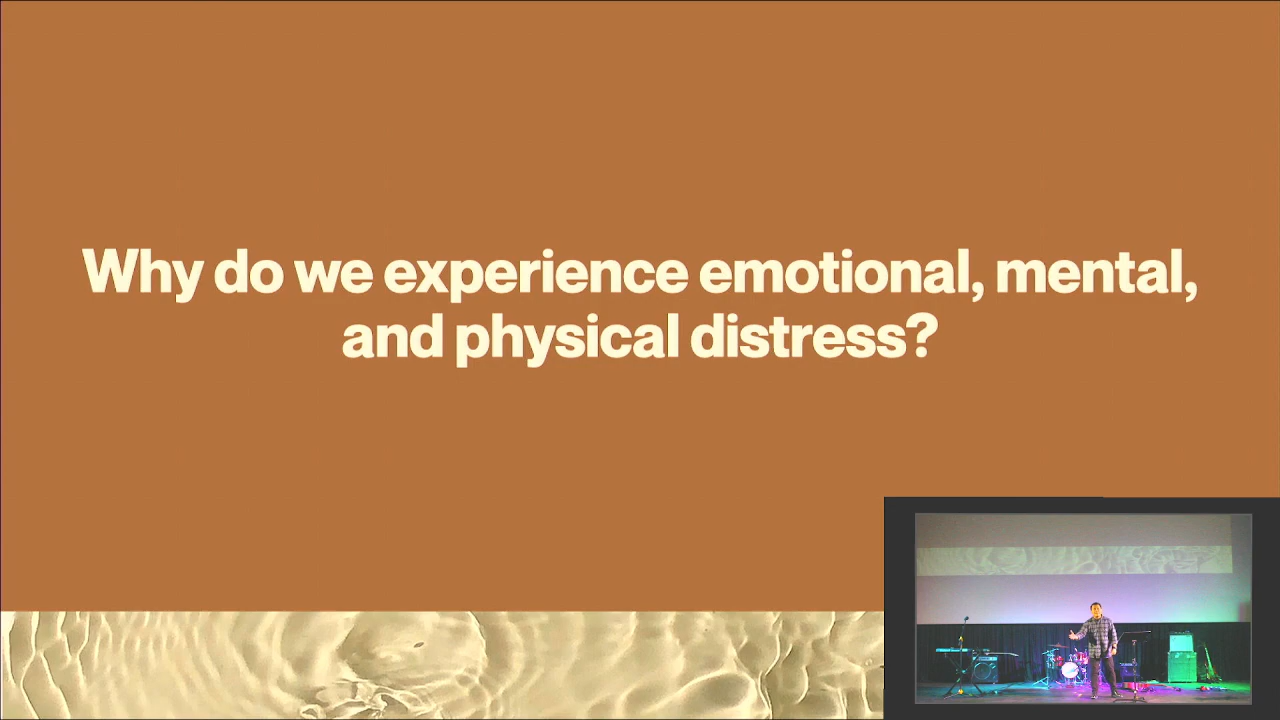 Why do we experience emotional, mental,
and physical distress?